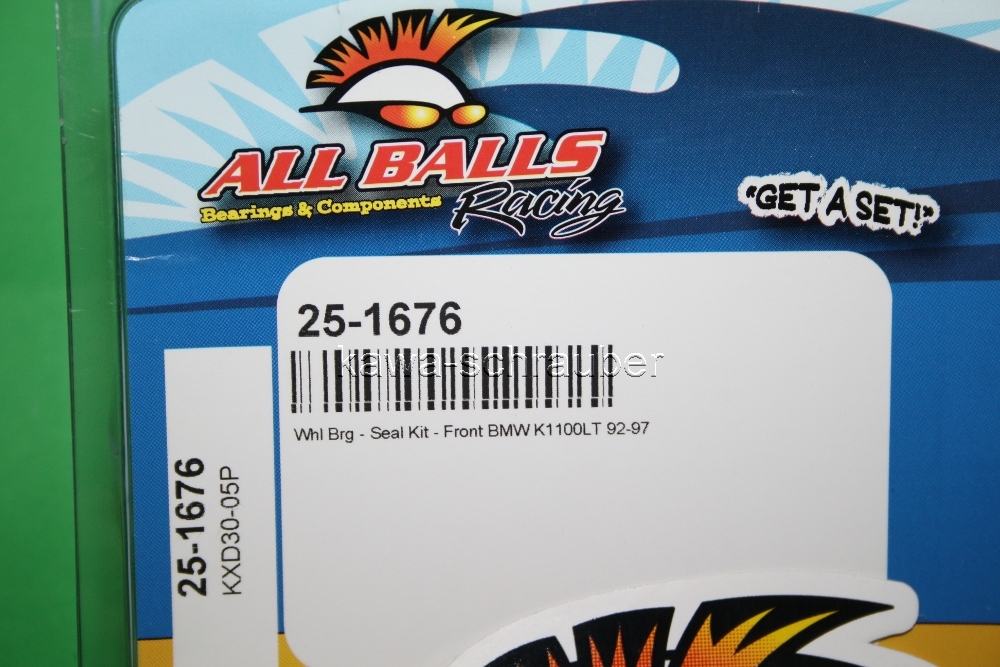 ALL BALLS
Bearings & Components
Racing
"GET A SET!"
25-1676
kawa-schrauber
Whl Brg - Seal Kit - Front BMW K1100LT 92-97
25-1676
KXD30-05P